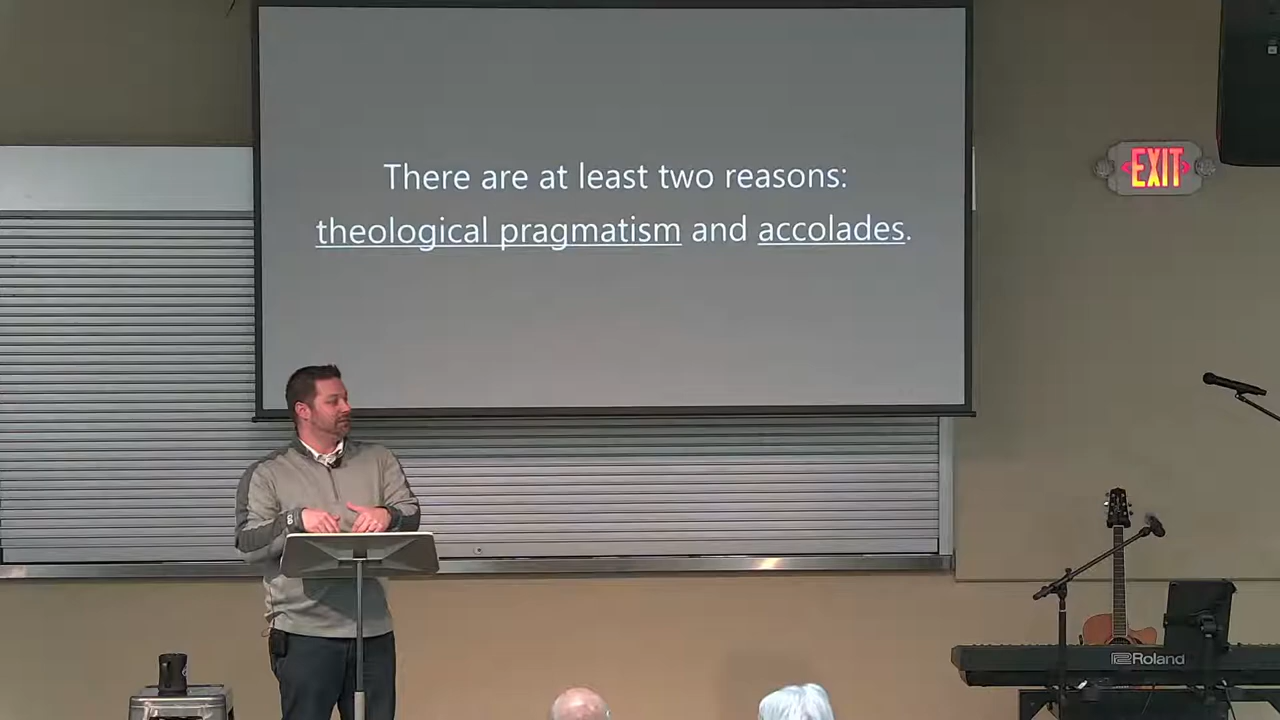 There are at least two reasons:
theological pragmatism and accolades.
EXIT
Roland